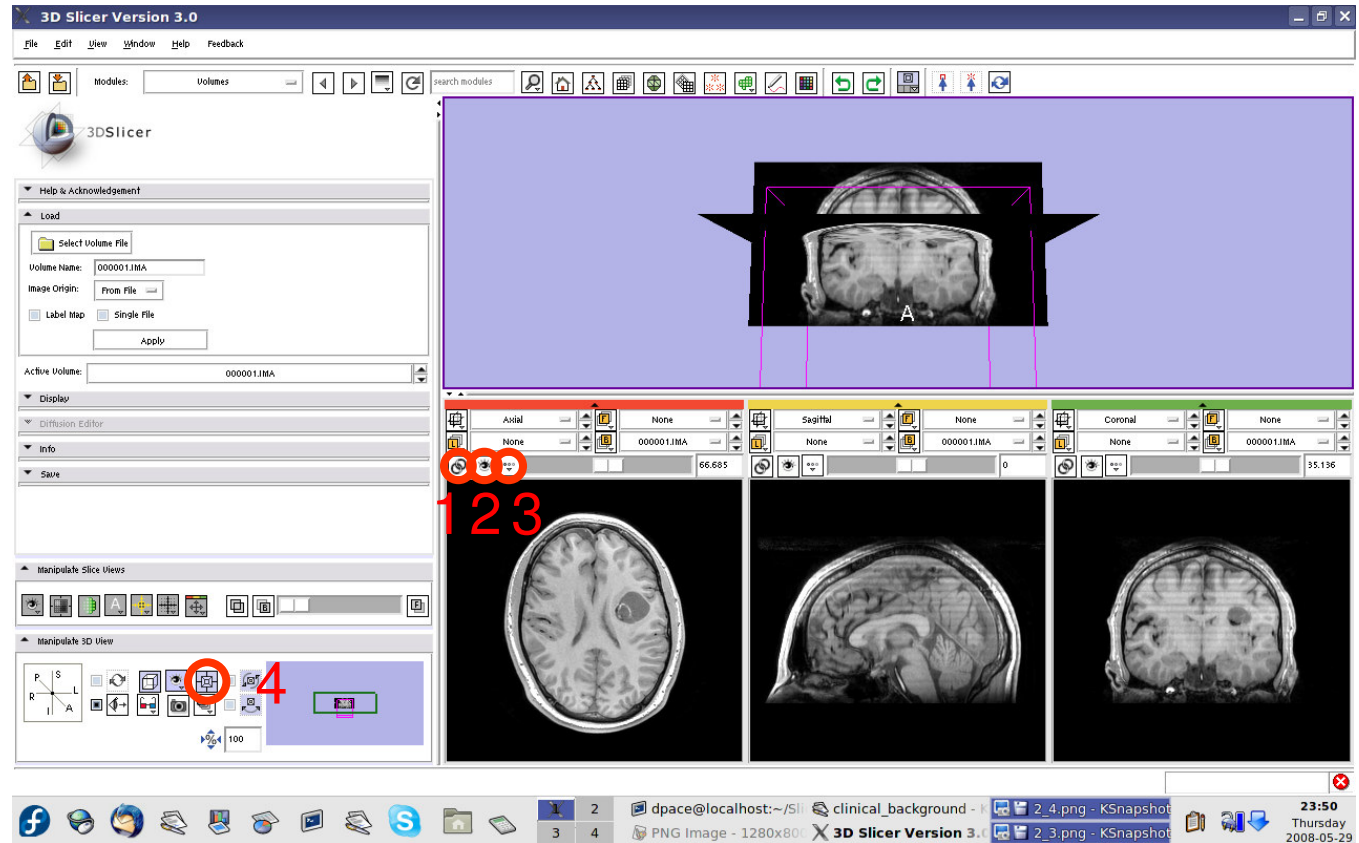 3D Slicer Version 3.0
File Edit View Window Help Feedback
Modules: Volumes search modules
3DSlicer
Help & Acknowledgement
Load
Select Volume File
Volume Name: 000001.IMA
Image Origin: From File
Label Map Single File
Apply
Active Volume: 000001.IMA
Display
Diffusion Editor
Info
Save
Manipulate Slice Views
A
B F
Manipulate 3D View
P S
R L
I A
4
100
A
Axial F None
L None B 000001.IMA
66.685
1 2 3
Sagittal F None
L None B 000001.IMA
0
Coronal F None
L None B 000001.IMA
35.136
1 2
3 4
dpace@localhost:~/Sli
PNG Image - 1280x800
clinical_background - K
3D Slicer Version 3.0
2_4.png - KSnapshot
2_3.png - KSnapshot
23:50
Thursday
2008-05-29